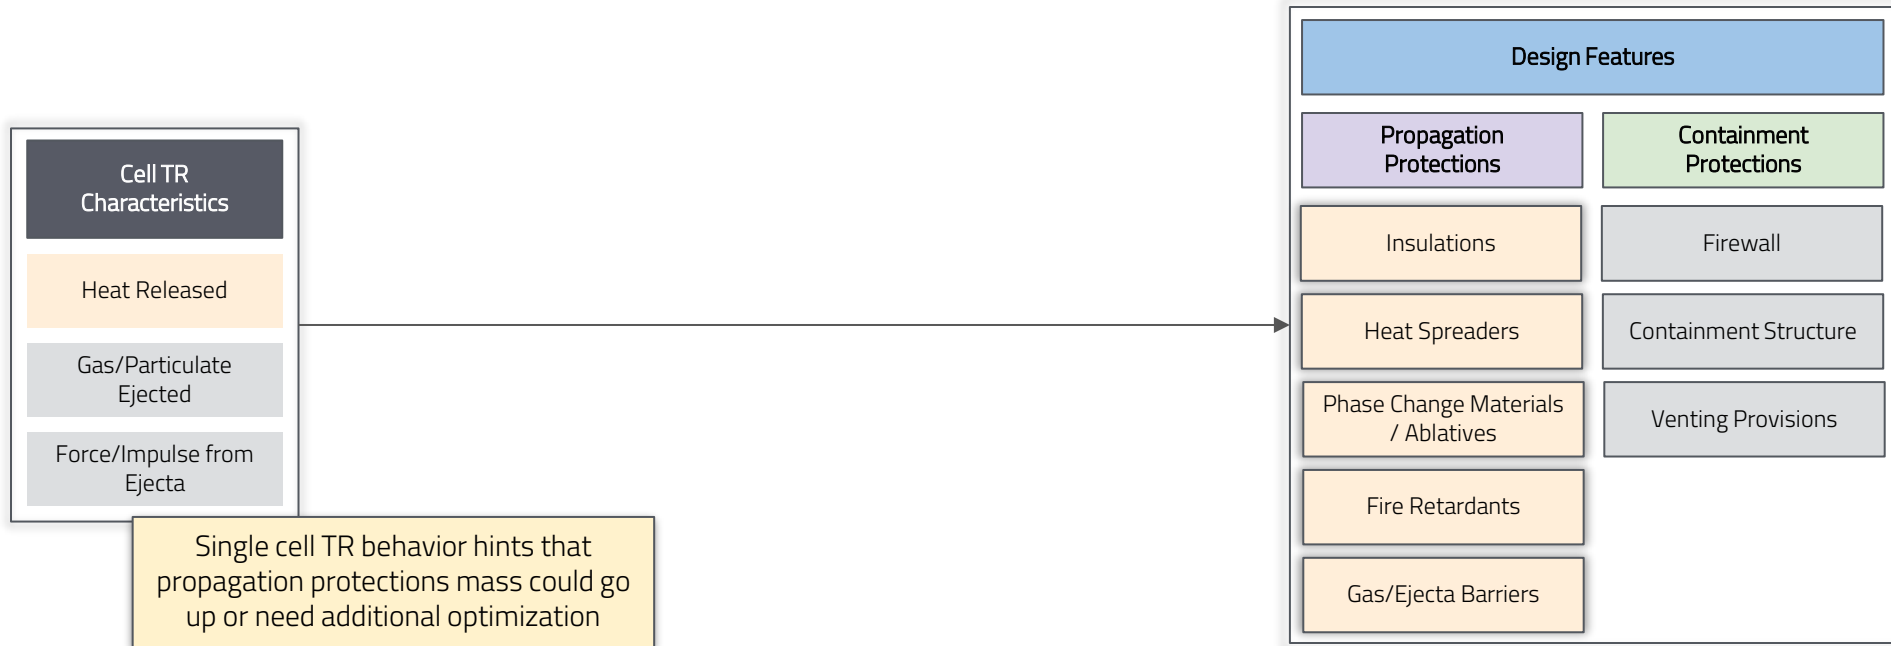 Cell TR
Characteristics
Heat Released
Gas/Particulate
Ejected
Force/Impulse from
Ejecta
Single cell TR behavior hints that
propagation protections mass could go
up or need additional optimization
Design Features
Propagation
Protections
Insulations
Heat Spreaders
Phase Change Materials
/ Ablatives
Fire Retardants
Gas/Ejecta Barriers
Containment
Protections
Firewall
Containment Structure
Venting Provisions